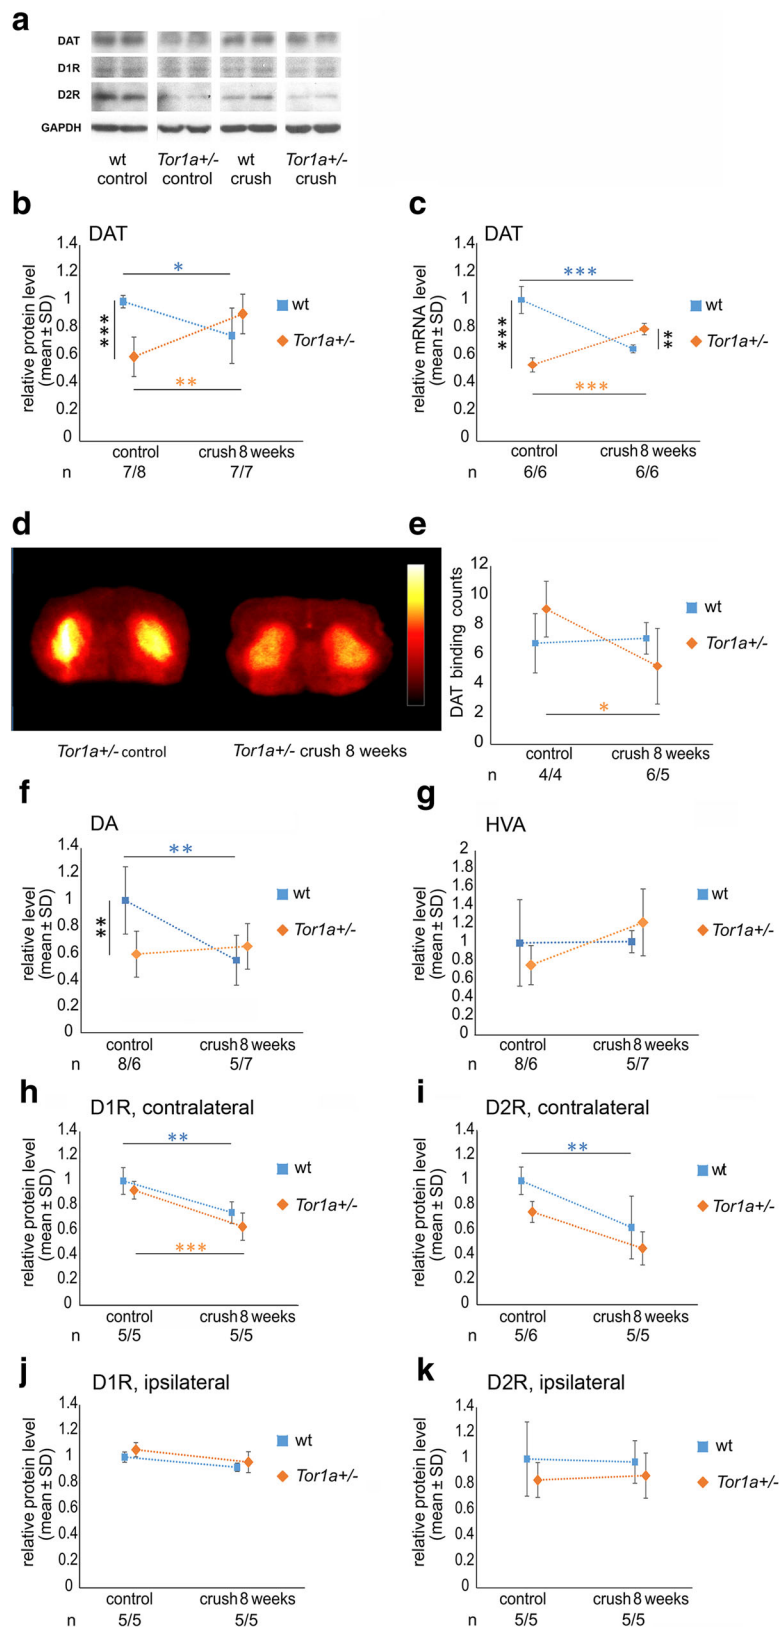 a
DAT
D1R
D2R
GAPDH
wt Tor1a+/- wt Tor1a+/-
control control crush crush
b
DAT
relative protein level
(mean ± SD)
1.4
1.2
1
0.8
0.6
0.4
0.2
0
*
***
**
wt
Tor1a+/-
control crush 8 weeks
n 7/8 7/7
c
DAT
relative mRNA level
(mean ± SD)
1.4
1.2
1
0.8
0.6
0.4
0.2
0
***
***
**
***
wt
Tor1a+/-
control crush 8 weeks
n 6/6 6/6
d
Tor1a+/- control Tor1a+/- crush 8 weeks
e
DAT binding counts
12
10
8
6
4
2
0
*
wt
Tor1a+/-
control crush 8 weeks
n 4/4 6/5
f
DA
relative level
(mean ± SD)
1.4
1.2
1
0.8
0.6
0.4
0.2
0
**
**
wt
Tor1a+/-
control crush 8 weeks
n 8/6 5/7
g
HVA
relative level
(mean ± SD)
2
1.8
1.6
1.4
1.2
1
0.8
0.6
0.4
0.2
0
wt
Tor1a+/-
control crush 8 weeks
n 8/6 5/7
h
D1R, contralateral
relative protein level
(mean ± SD)
1.4
1.2
1
0.8
0.6
0.4
0.2
0
**
***
wt
Tor1a+/-
control crush 8 weeks
n 5/5 5/5
i
D2R, contralateral
relative protein level
(mean ± SD)
1.4
1.2
1
0.8
0.6
0.4
0.2
0
**
wt
Tor1a+/-
control crush 8 weeks
n 5/6 5/5
j
D1R, ipsilateral
relative protein level
(mean ± SD)
1.4
1.2
1
0.8
0.6
0.4
0.2
0
wt
Tor1a+/-
control crush 8 weeks
n 5/5 5/5
k
D2R, ipsilateral
relative protein level
(mean ± SD)
1.4
1.2
1
0.8
0.6
0.4
0.2
0
wt
Tor1a+/-
control crush 8 weeks
n 5/5 5/5